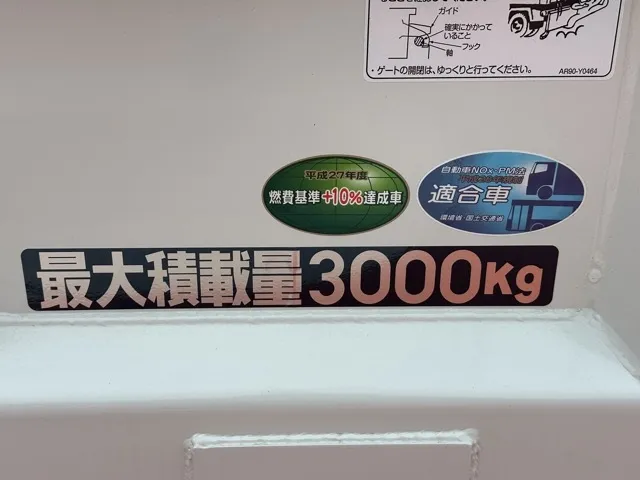 ガイド
確実にかかって
いること
フック
軸
・ゲートの開閉は、ゆっくりと行ってください。
AR90-Y0464
平成27年度
燃費基準+10%達成車
自動車NOx・PM法
適合車
環境省・国土交通省
最大積載量3000Kg